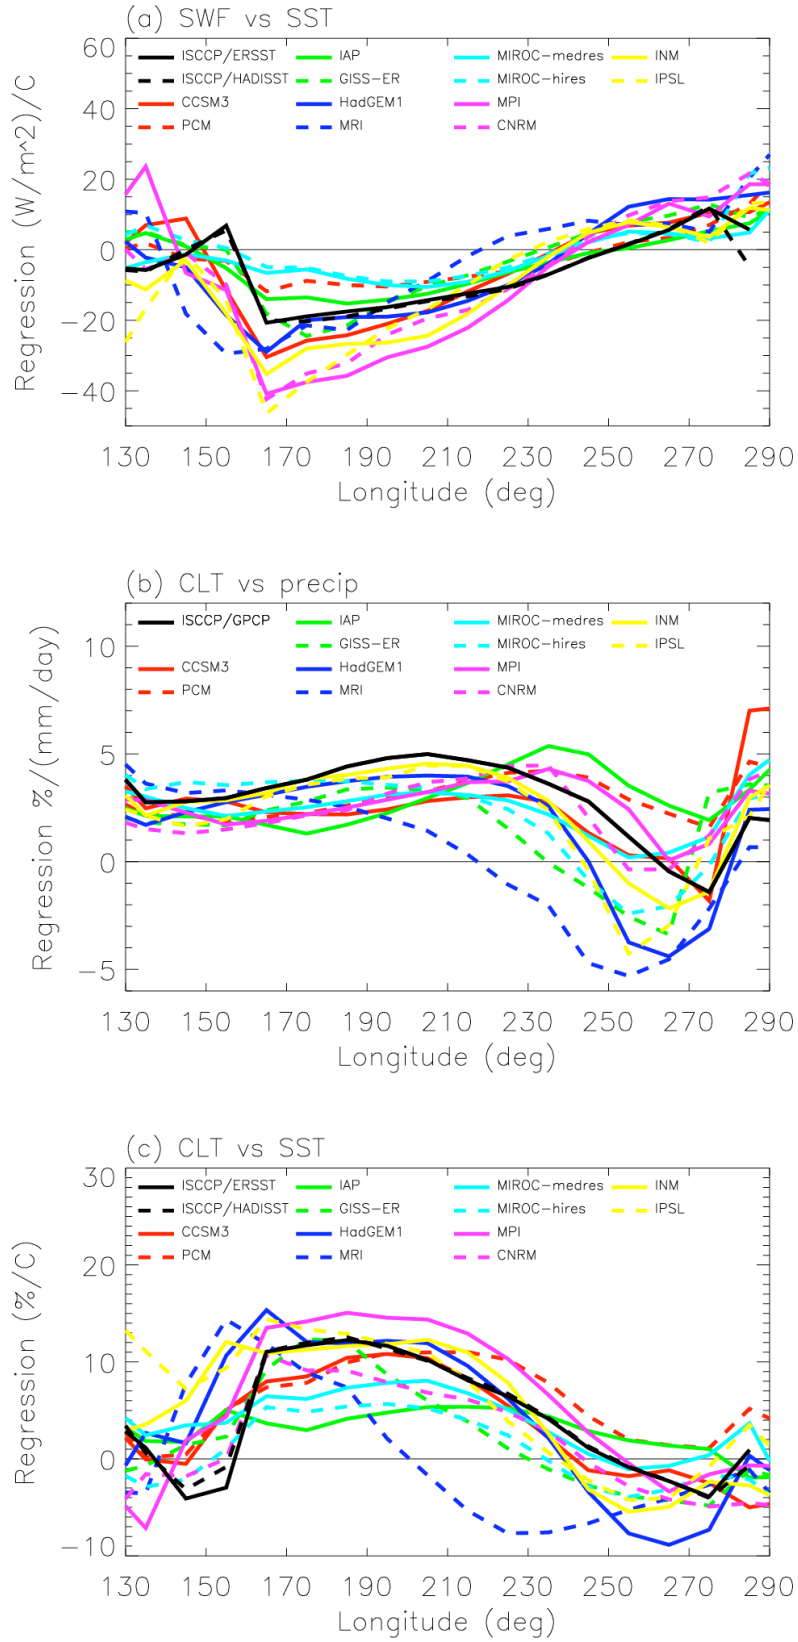 (a) SWF vs SST
Regression (W/m^2)/C
60
40
20
0
−20
−40
ISCCP/ERSST IAP MIROC−medres INM
ISCCP/HADISST GISS−ER MIROC−hires IPSL
CCSM3 HadGEM1 MPI
PCM MRI CNRM
130 150 170 190 210 230 250 270 290
Longitude (deg)
(b) CLT vs precip
Regression %/(mm/day)
10
5
0
−5
ISCCP/GPCP IAP MIROC−medres INM
GISS−ER MIROC−hires IPSL
CCSM3 HadGEM1 MPI
PCM MRI CNRM
130 150 170 190 210 230 250 270 290
Longitude (deg)
(c) CLT vs SST
Regression (%/C)
30
20
10
0
−10
ISCCP/ERSST IAP MIROC−medres INM
ISCCP/HADISST GISS−ER MIROC−hires IPSL
CCSM3 HadGEM1 MPI
PCM MRI CNRM
130 150 170 190 210 230 250 270 290
Longitude (deg)